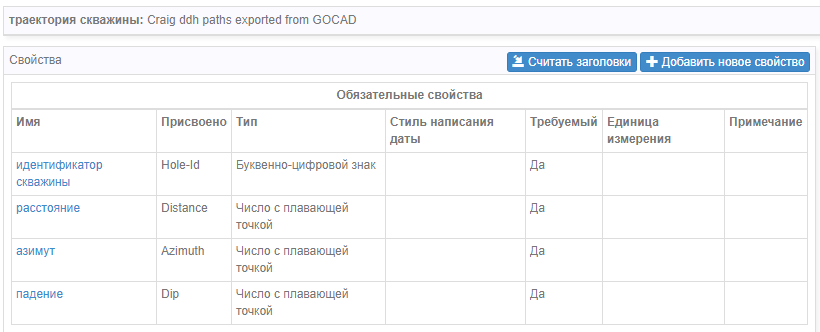 траектория скважины: Craig ddh paths exported from GOCAD
Свойства
Считать заголовки
Добавить новое свойство
Обязательные свойства
Имя Присвоено Тип Стиль написания даты Требуемый Единица измерения Примечание
идентификатор скважины Hole-Id Буквенно-цифровой знак Да
расстояние Distance Число с плавающей точкой Да
азимут Azimuth Число с плавающей точкой Да
падение Dip Число с плавающей точкой Да